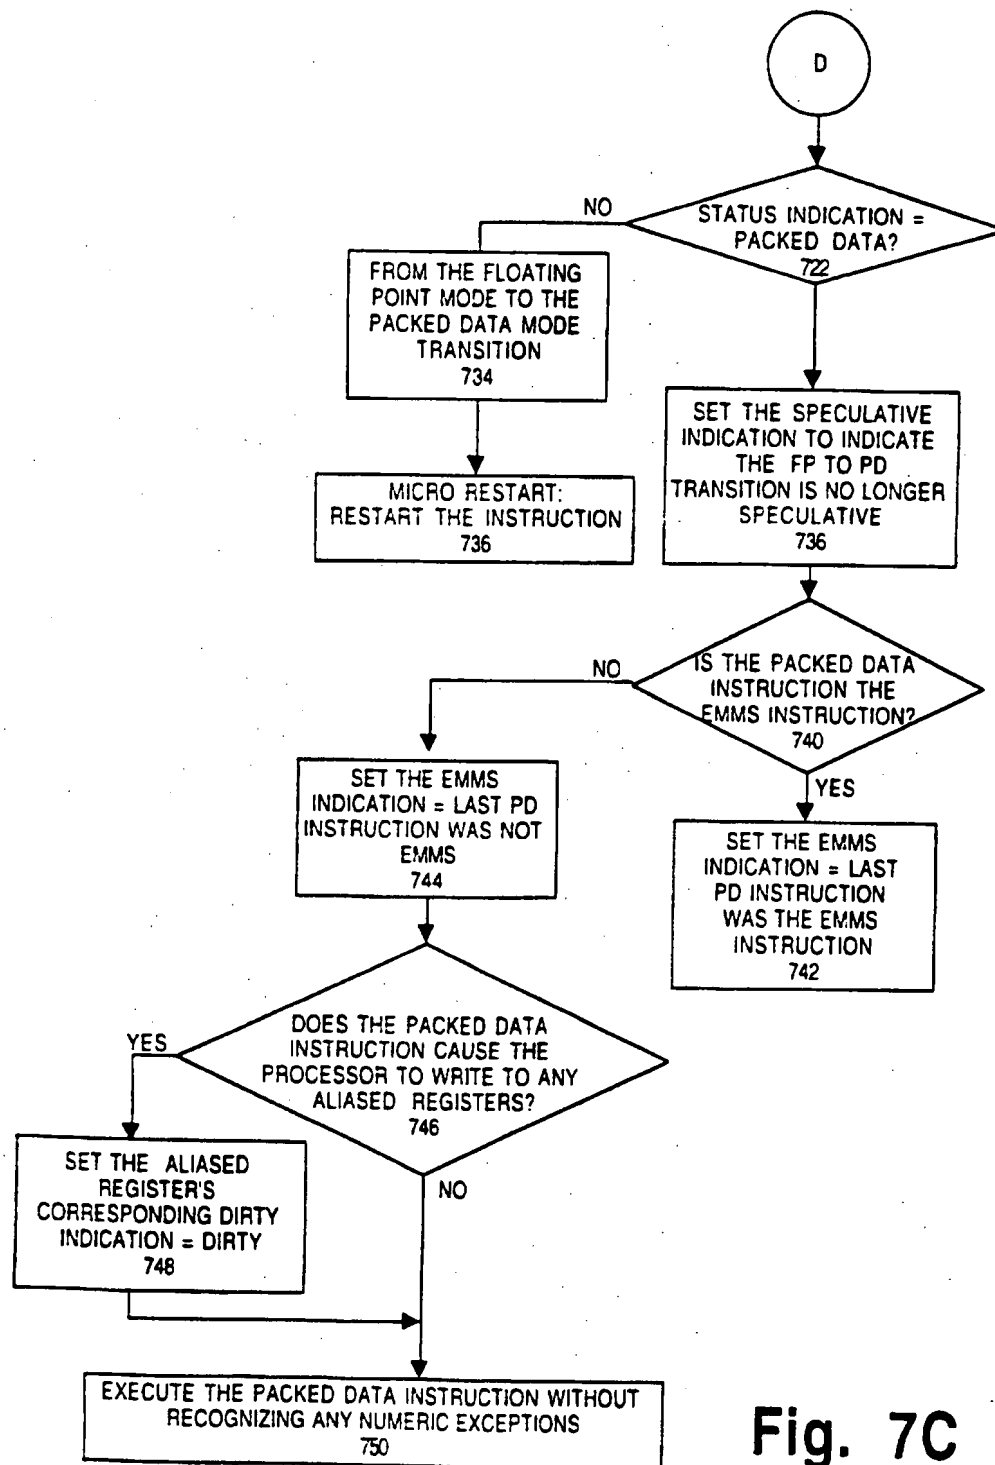 D
STATUS INDICATION =
PACKED DATA?
722
NO
FROM THE FLOATING
POINT MODE TO THE
PACKED DATA MODE
TRANSITION
734
MICRO RESTART:
RESTART THE INSTRUCTION
736
SET THE SPECULATIVE
INDICATION TO INDICATE
THE FP TO PD
TRANSITION IS NO LONGER
SPECULATIVE
736
IS THE PACKED DATA
INSTRUCTION THE
EMMS INSTRUCTION?
740
NO
YES
SET THE EMMS
INDICATION = LAST PD
INSTRUCTION WAS NOT
EMMS
744
SET THE EMMS
INDICATION = LAST
PD INSTRUCTION
WAS THE EMMS
INSTRUCTION
742
DOES THE PACKED DATA
INSTRUCTION CAUSE THE
PROCESSOR TO WRITE TO ANY
ALIASED REGISTERS?
746
YES
NO
SET THE ALIASED
REGISTER'S
CORRESPONDING DIRTY
INDICATION = DIRTY
748
EXECUTE THE PACKED DATA INSTRUCTION WITHOUT
RECOGNIZING ANY NUMERIC EXCEPTIONS
750
Fig. 7C